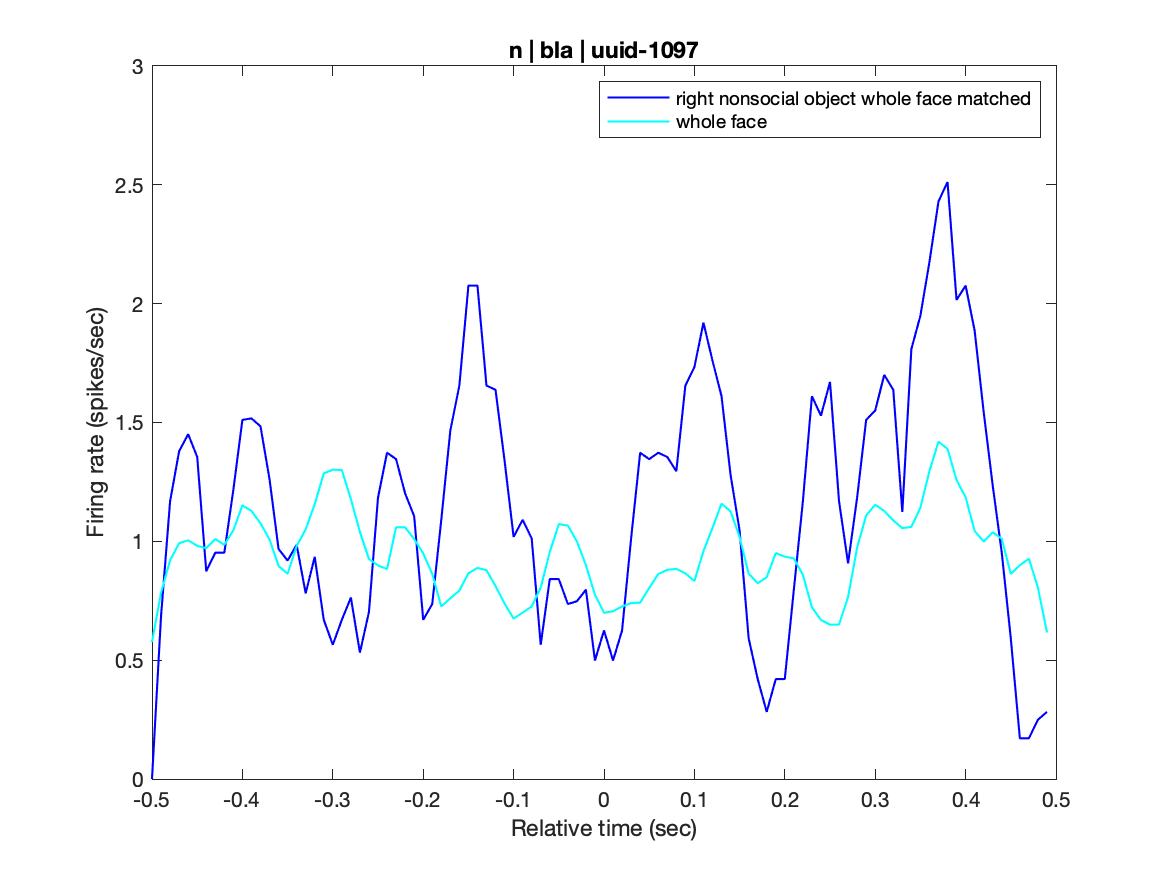 n | bla | uuid-1097
right nonsocial object whole face matched
whole face
3
2.5
2
1.5
1
0.5
0
Firing rate (spikes/sec)
-0.5 -0.4 -0.3 -0.2 -0.1 0 0.1 0.2 0.3 0.4 0.5
Relative time (sec)